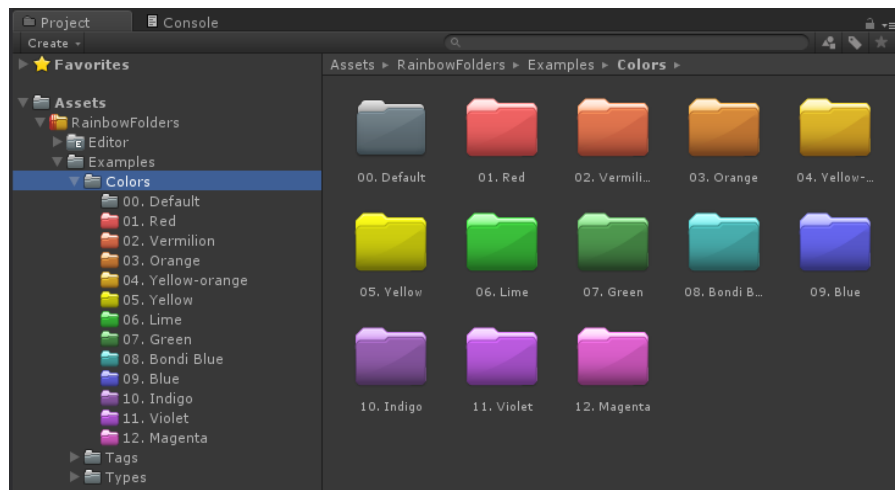 Project
Console
Create
Favorites
Assets
RainbowFolders
Editor
Examples
Colors
00. Default
01. Red
02. Vermilion
03. Orange
04. Yellow-orange
05. Yellow
06. Lime
07. Green
08. Bondi Blue
09. Blue
10. Indigo
11. Violet
12. Magenta
Tags
Types
Assets ▸ RainbowFolders ▸ Examples ▸ Colors ▸
00. Default 01. Red 02. Vermili... 03. Orange 04. Yellow-...
05. Yellow 06. Lime 07. Green 08. Bondi B... 09. Blue
10. Indigo 11. Violet 12. Magenta